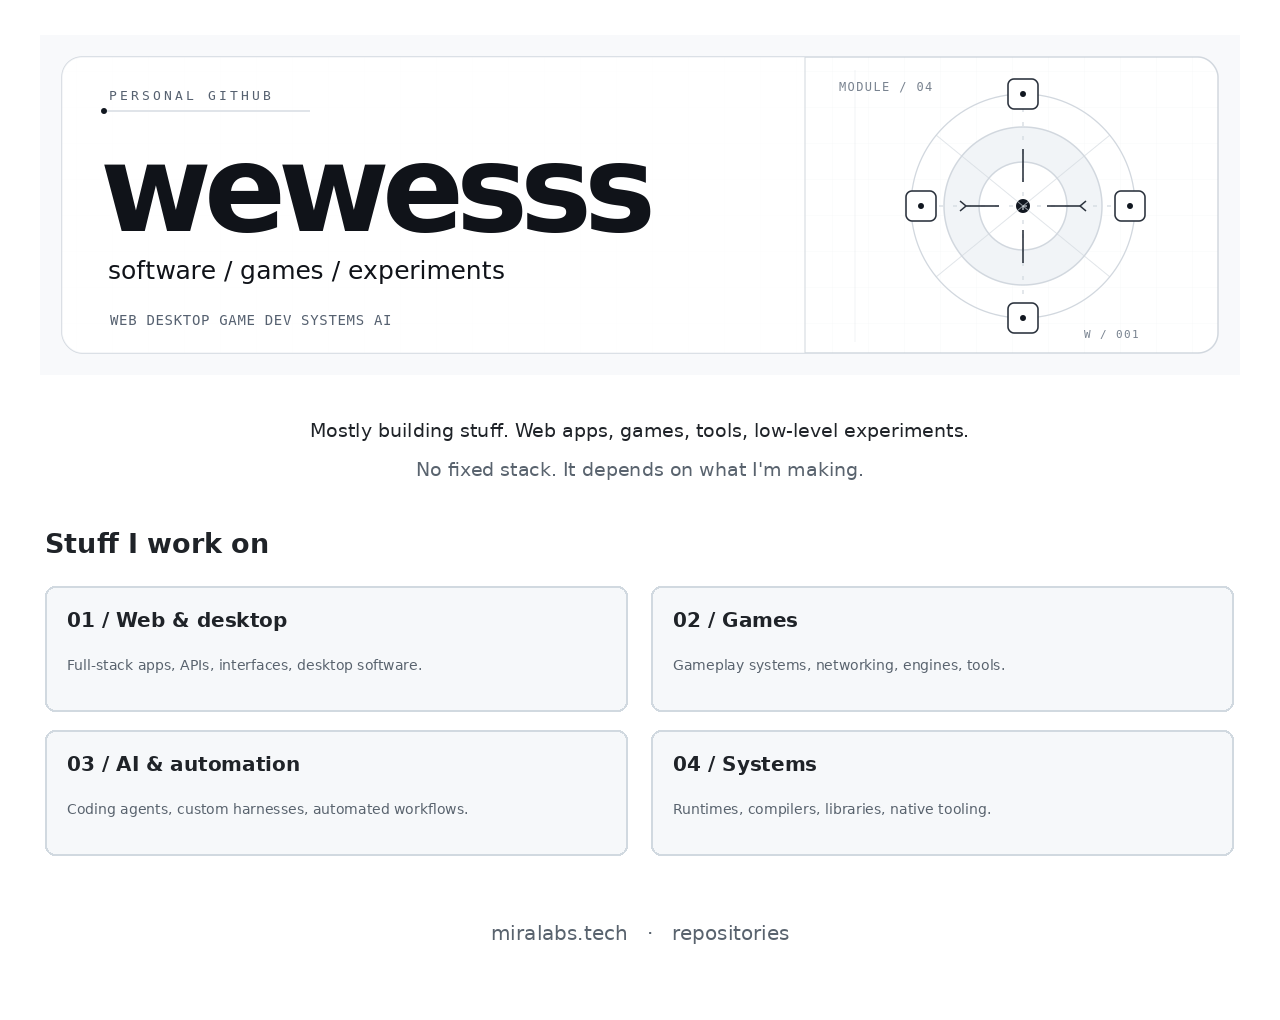 PERSONAL GITHUB
wewesss
software / games / experiments
WEB DESKTOP GAME DEV SYSTEMS AI
MODULE / 04
W / 001
Mostly building stuff. Web apps, games, tools, low-level experiments.
No fixed stack. It depends on what I'm making.
Stuff I work on
01 / Web & desktop
Full-stack apps, APIs, interfaces, desktop software.
02 / Games
Gameplay systems, networking, engines, tools.
03 / AI & automation
Coding agents, custom harnesses, automated workflows.
04 / Systems
Runtimes, compilers, libraries, native tooling.
miralabs.tech · repositories